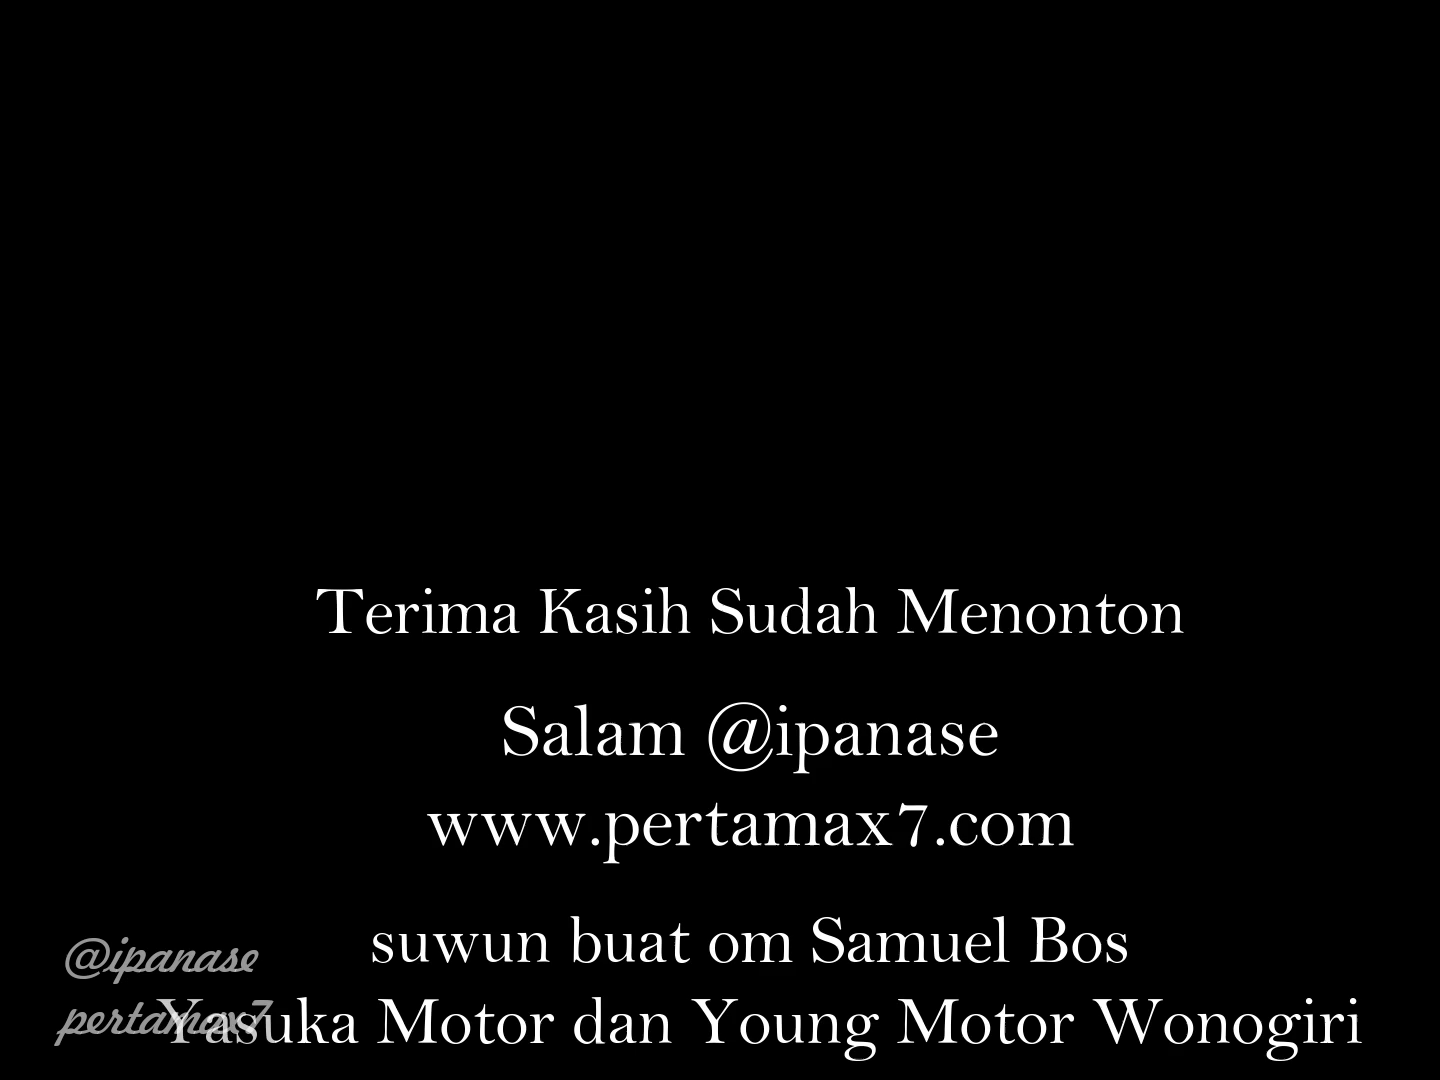 Terima Kasih Sudah Menonton
Salam @ipanase
www.pertamax7.com
suwun buat om Samuel Bos
Yasuka Motor dan Young Motor Wonogiri
@ipanase
pertamax7